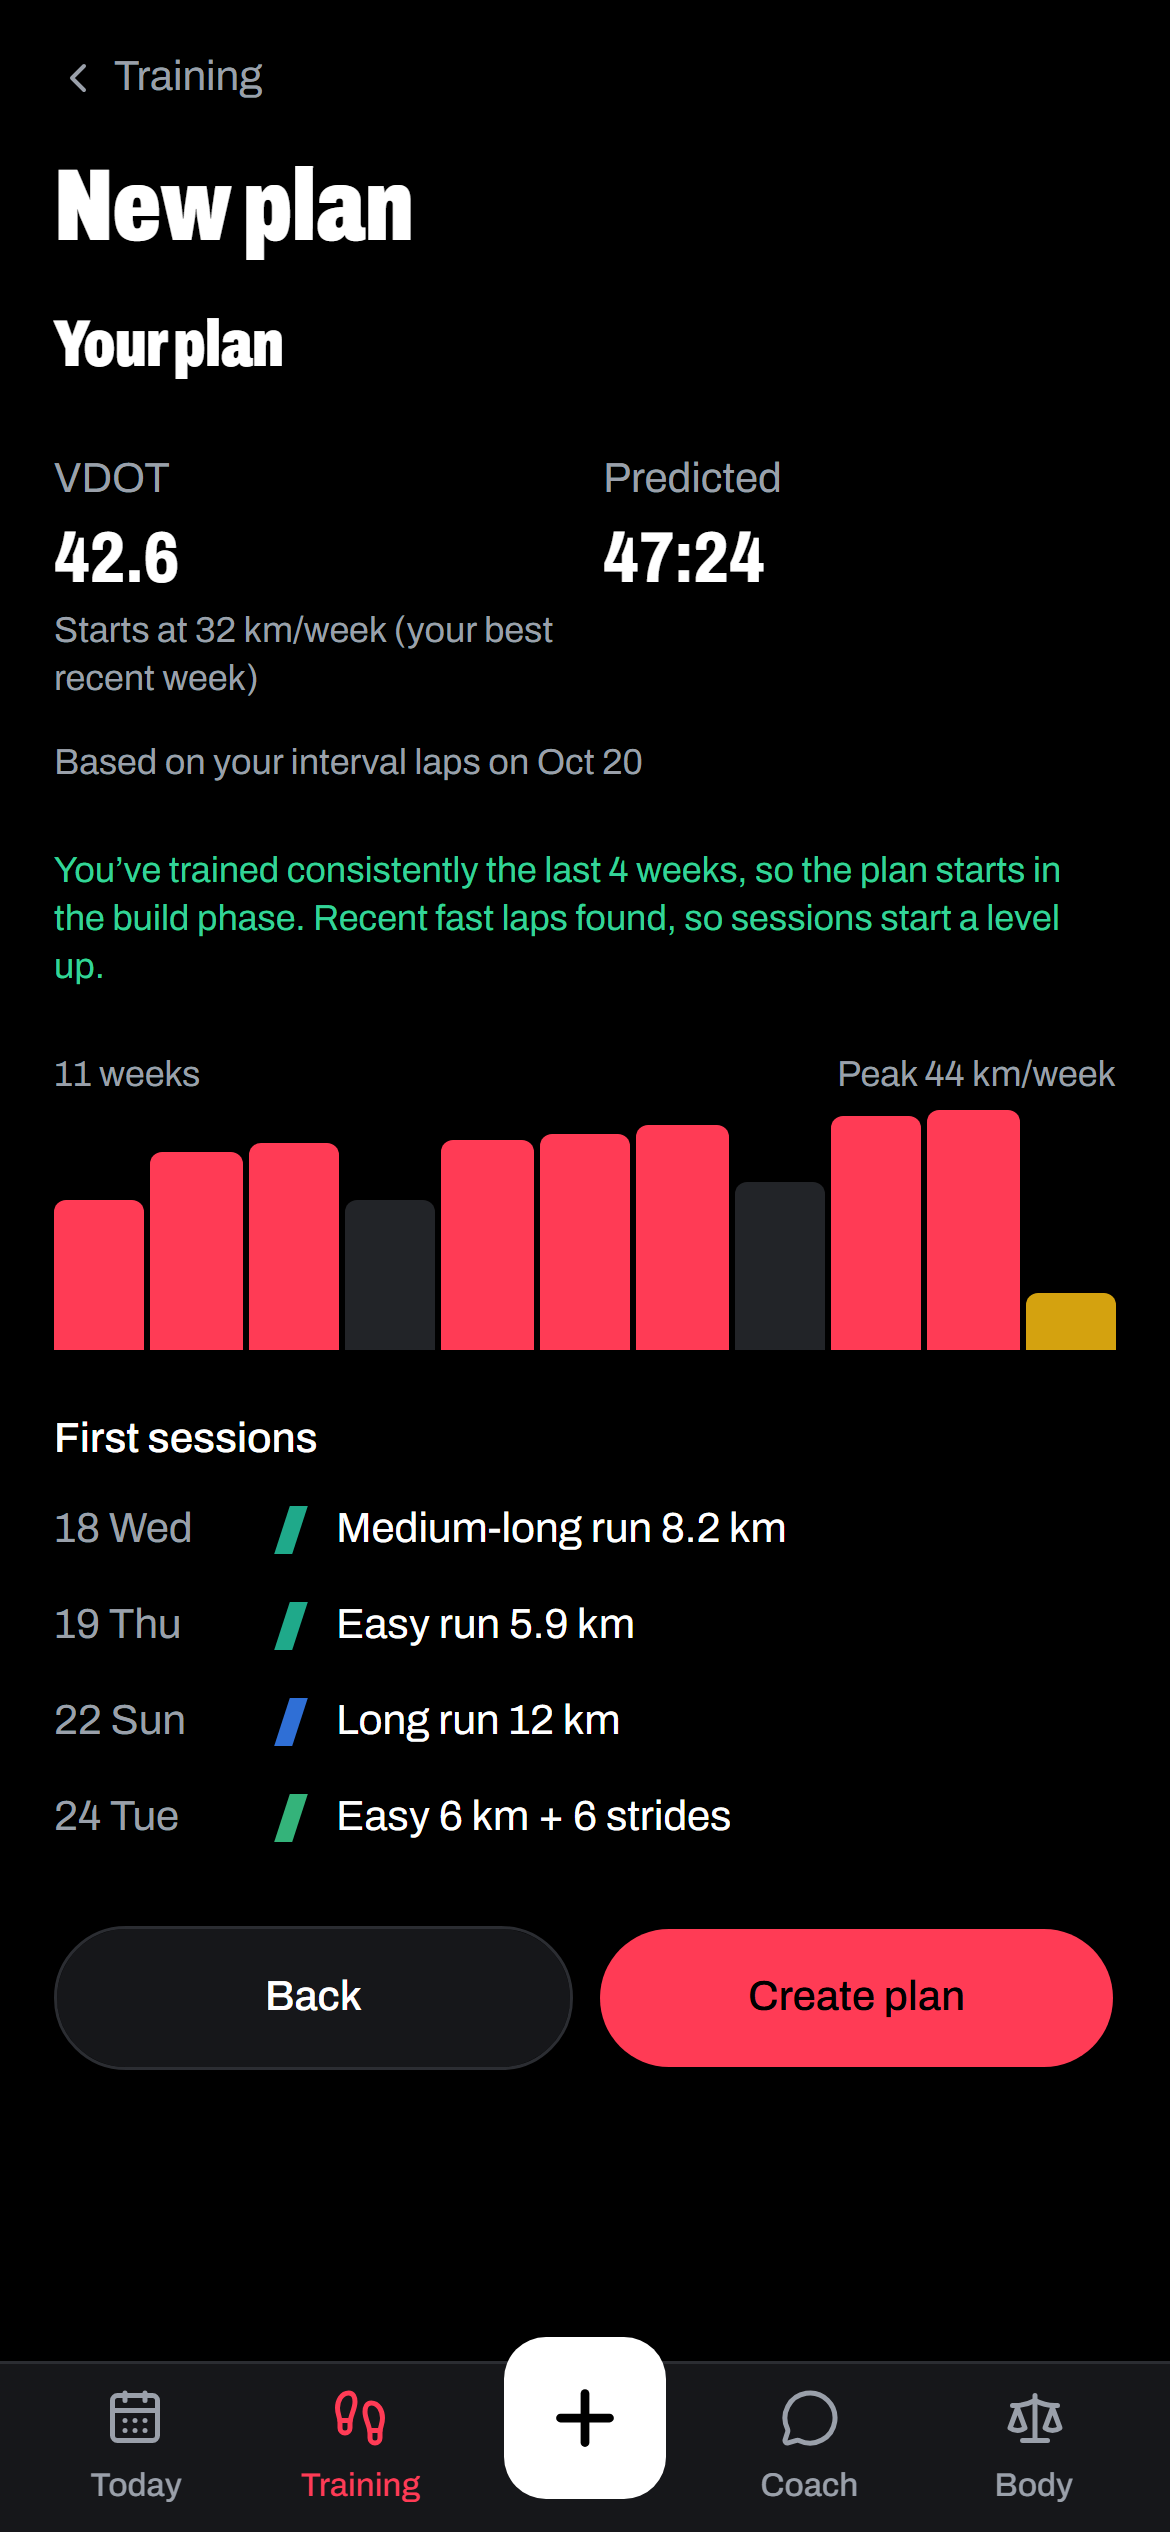 Training
New plan
Your plan
VDOT
Predicted
42.6
47:24
Starts at 32 km/week (your best
recent week)
Based on your interval laps on Oct 20
You’ve trained consistently the last 4 weeks, so the plan starts in
the build phase. Recent fast laps found, so sessions start a level
up.
11 weeks
Peak 44 km/week
First sessions
18 Wed
Medium-long run 8.2 km
19 Thu
Easy run 5.9 km
22 Sun
Long run 12 km
24 Tue
Easy 6 km + 6 strides
Back
Create plan
Today
Training
Coach
Body